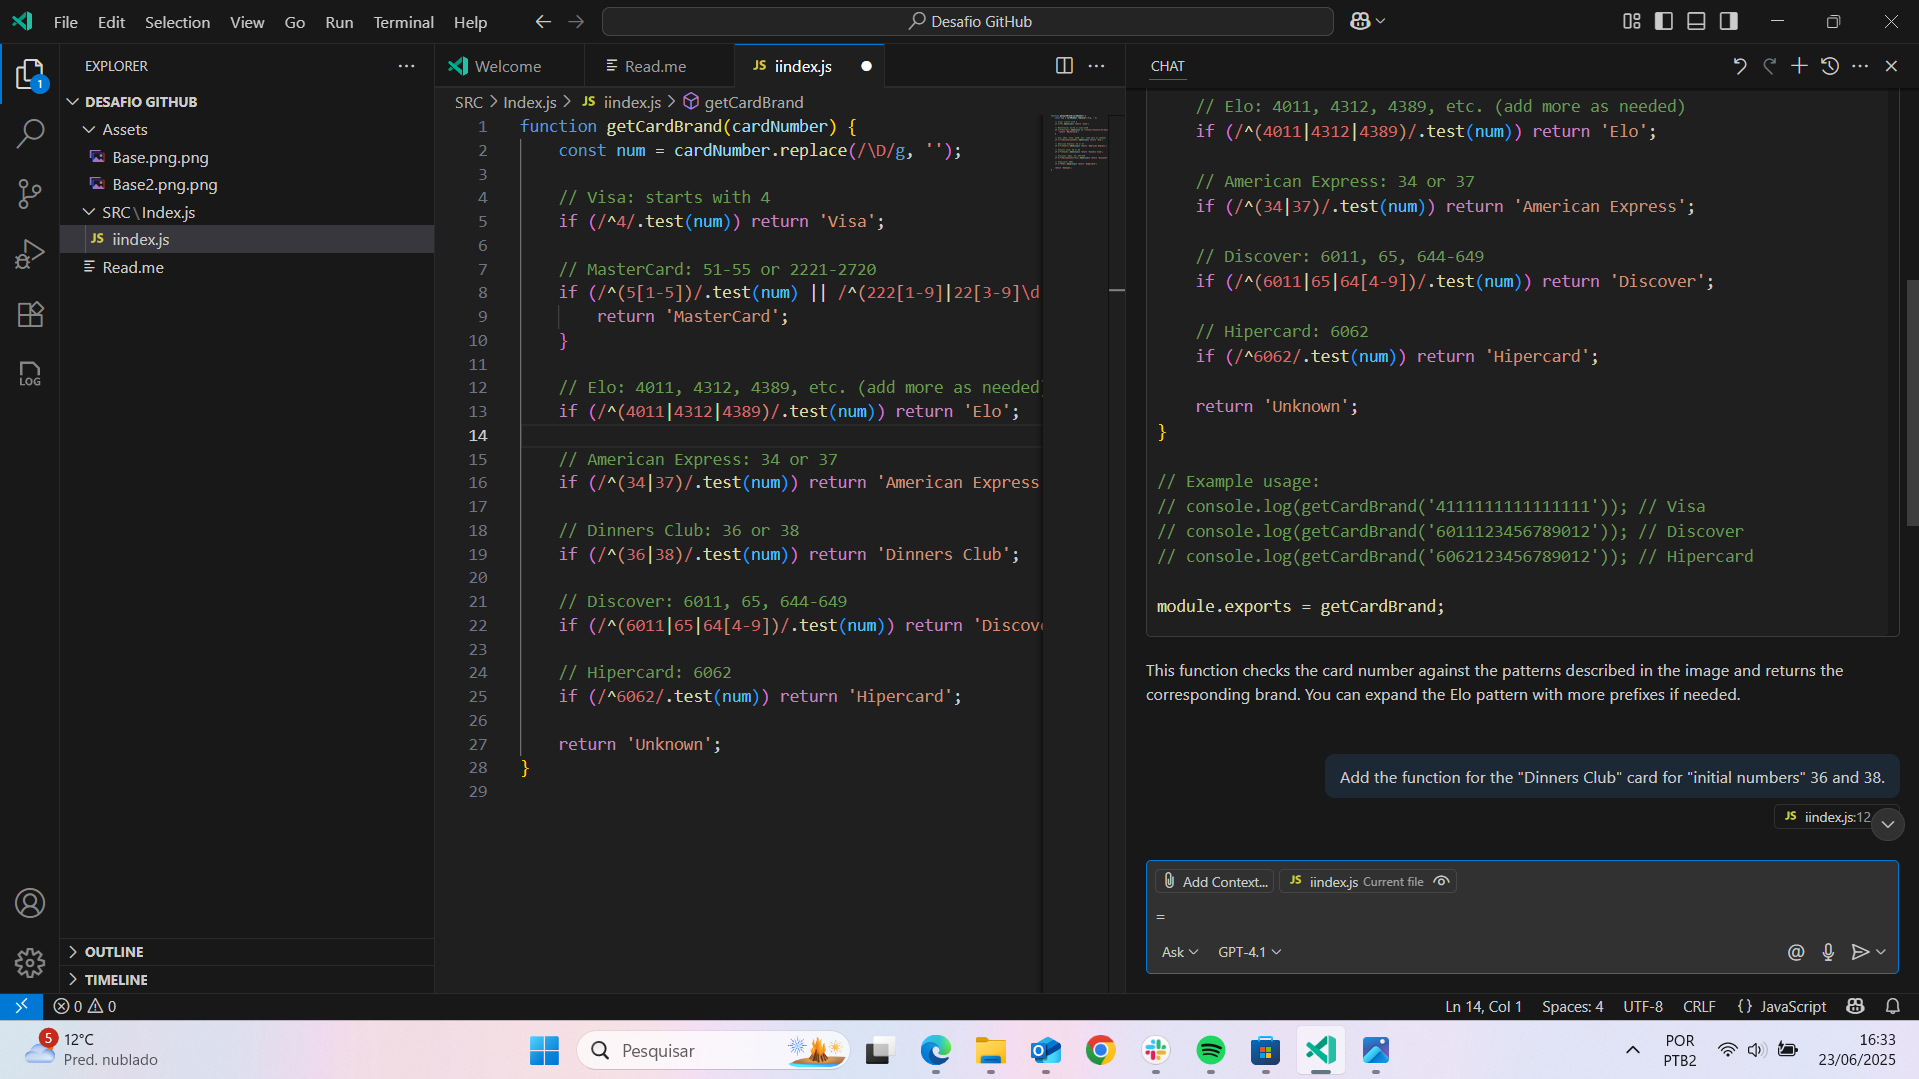 File Edit Selection View Go Run Terminal Help
Desafio GitHub
EXPLORER
DESAFIO GITHUB
Assets
Base.png.png
Base2.png.png
SRC\Index.js
JS iindex.js
Read.me
OUTLINE
TIMELINE
1
LOG
Welcome
Read.me
JS iindex.js
SRC > Index.js > JS iindex.js > getCardBrand
1 function getCardBrand(cardNumber) {
2 const num = cardNumber.replace(/\D/g, '');
3
4 // Visa: starts with 4
5 if (/^4/.test(num)) return 'Visa';
6
7 // MasterCard: 51-55 or 2221-2720
8 if (/^(5[1-5])/.test(num) || /^(222[1-9]|22[3-9]\d
9 return 'MasterCard';
10 }
11
12 // Elo: 4011, 4312, 4389, etc. (add more as needed)
13 if (/^(4011|4312|4389)/.test(num)) return 'Elo';
14
15 // American Express: 34 or 37
16 if (/^(34|37)/.test(num)) return 'American Express
17
18 // Dinners Club: 36 or 38
19 if (/^(36|38)/.test(num)) return 'Dinners Club';
20
21 // Discover: 6011, 65, 644-649
22 if (/^(6011|65|64[4-9])/.test(num)) return 'Discov
23
24 // Hipercard: 6062
25 if (/^6062/.test(num)) return 'Hipercard';
26
27 return 'Unknown';
28 }
29
CHAT
// Elo: 4011, 4312, 4389, etc. (add more as needed)
if (/^(4011|4312|4389)/.test(num)) return 'Elo';
// American Express: 34 or 37
if (/^(34|37)/.test(num)) return 'American Express';
// Discover: 6011, 65, 644-649
if (/^(6011|65|64[4-9])/.test(num)) return 'Discover';
// Hipercard: 6062
if (/^6062/.test(num)) return 'Hipercard';
return 'Unknown';
}
// Example usage:
// console.log(getCardBrand('4111111111111111')); // Visa
// console.log(getCardBrand('6011123456789012')); // Discover
// console.log(getCardBrand('6062123456789012')); // Hipercard
module.exports = getCardBrand;
This function checks the card number against the patterns described in the image and returns the
corresponding brand. You can expand the Elo pattern with more prefixes if needed.
Add the function for the "Dinners Club" card for "initial numbers" 36 and 38.
JS iindex.js:12
Add Context...
JS iindex.js Current file
=
Ask
GPT-4.1
0 0
Ln 14, Col 1 Spaces: 4 UTF-8 CRLF {} JavaScript
5
12°C
Pred. nublado
Pesquisar
POR
PTB2
16:33
23/06/2025